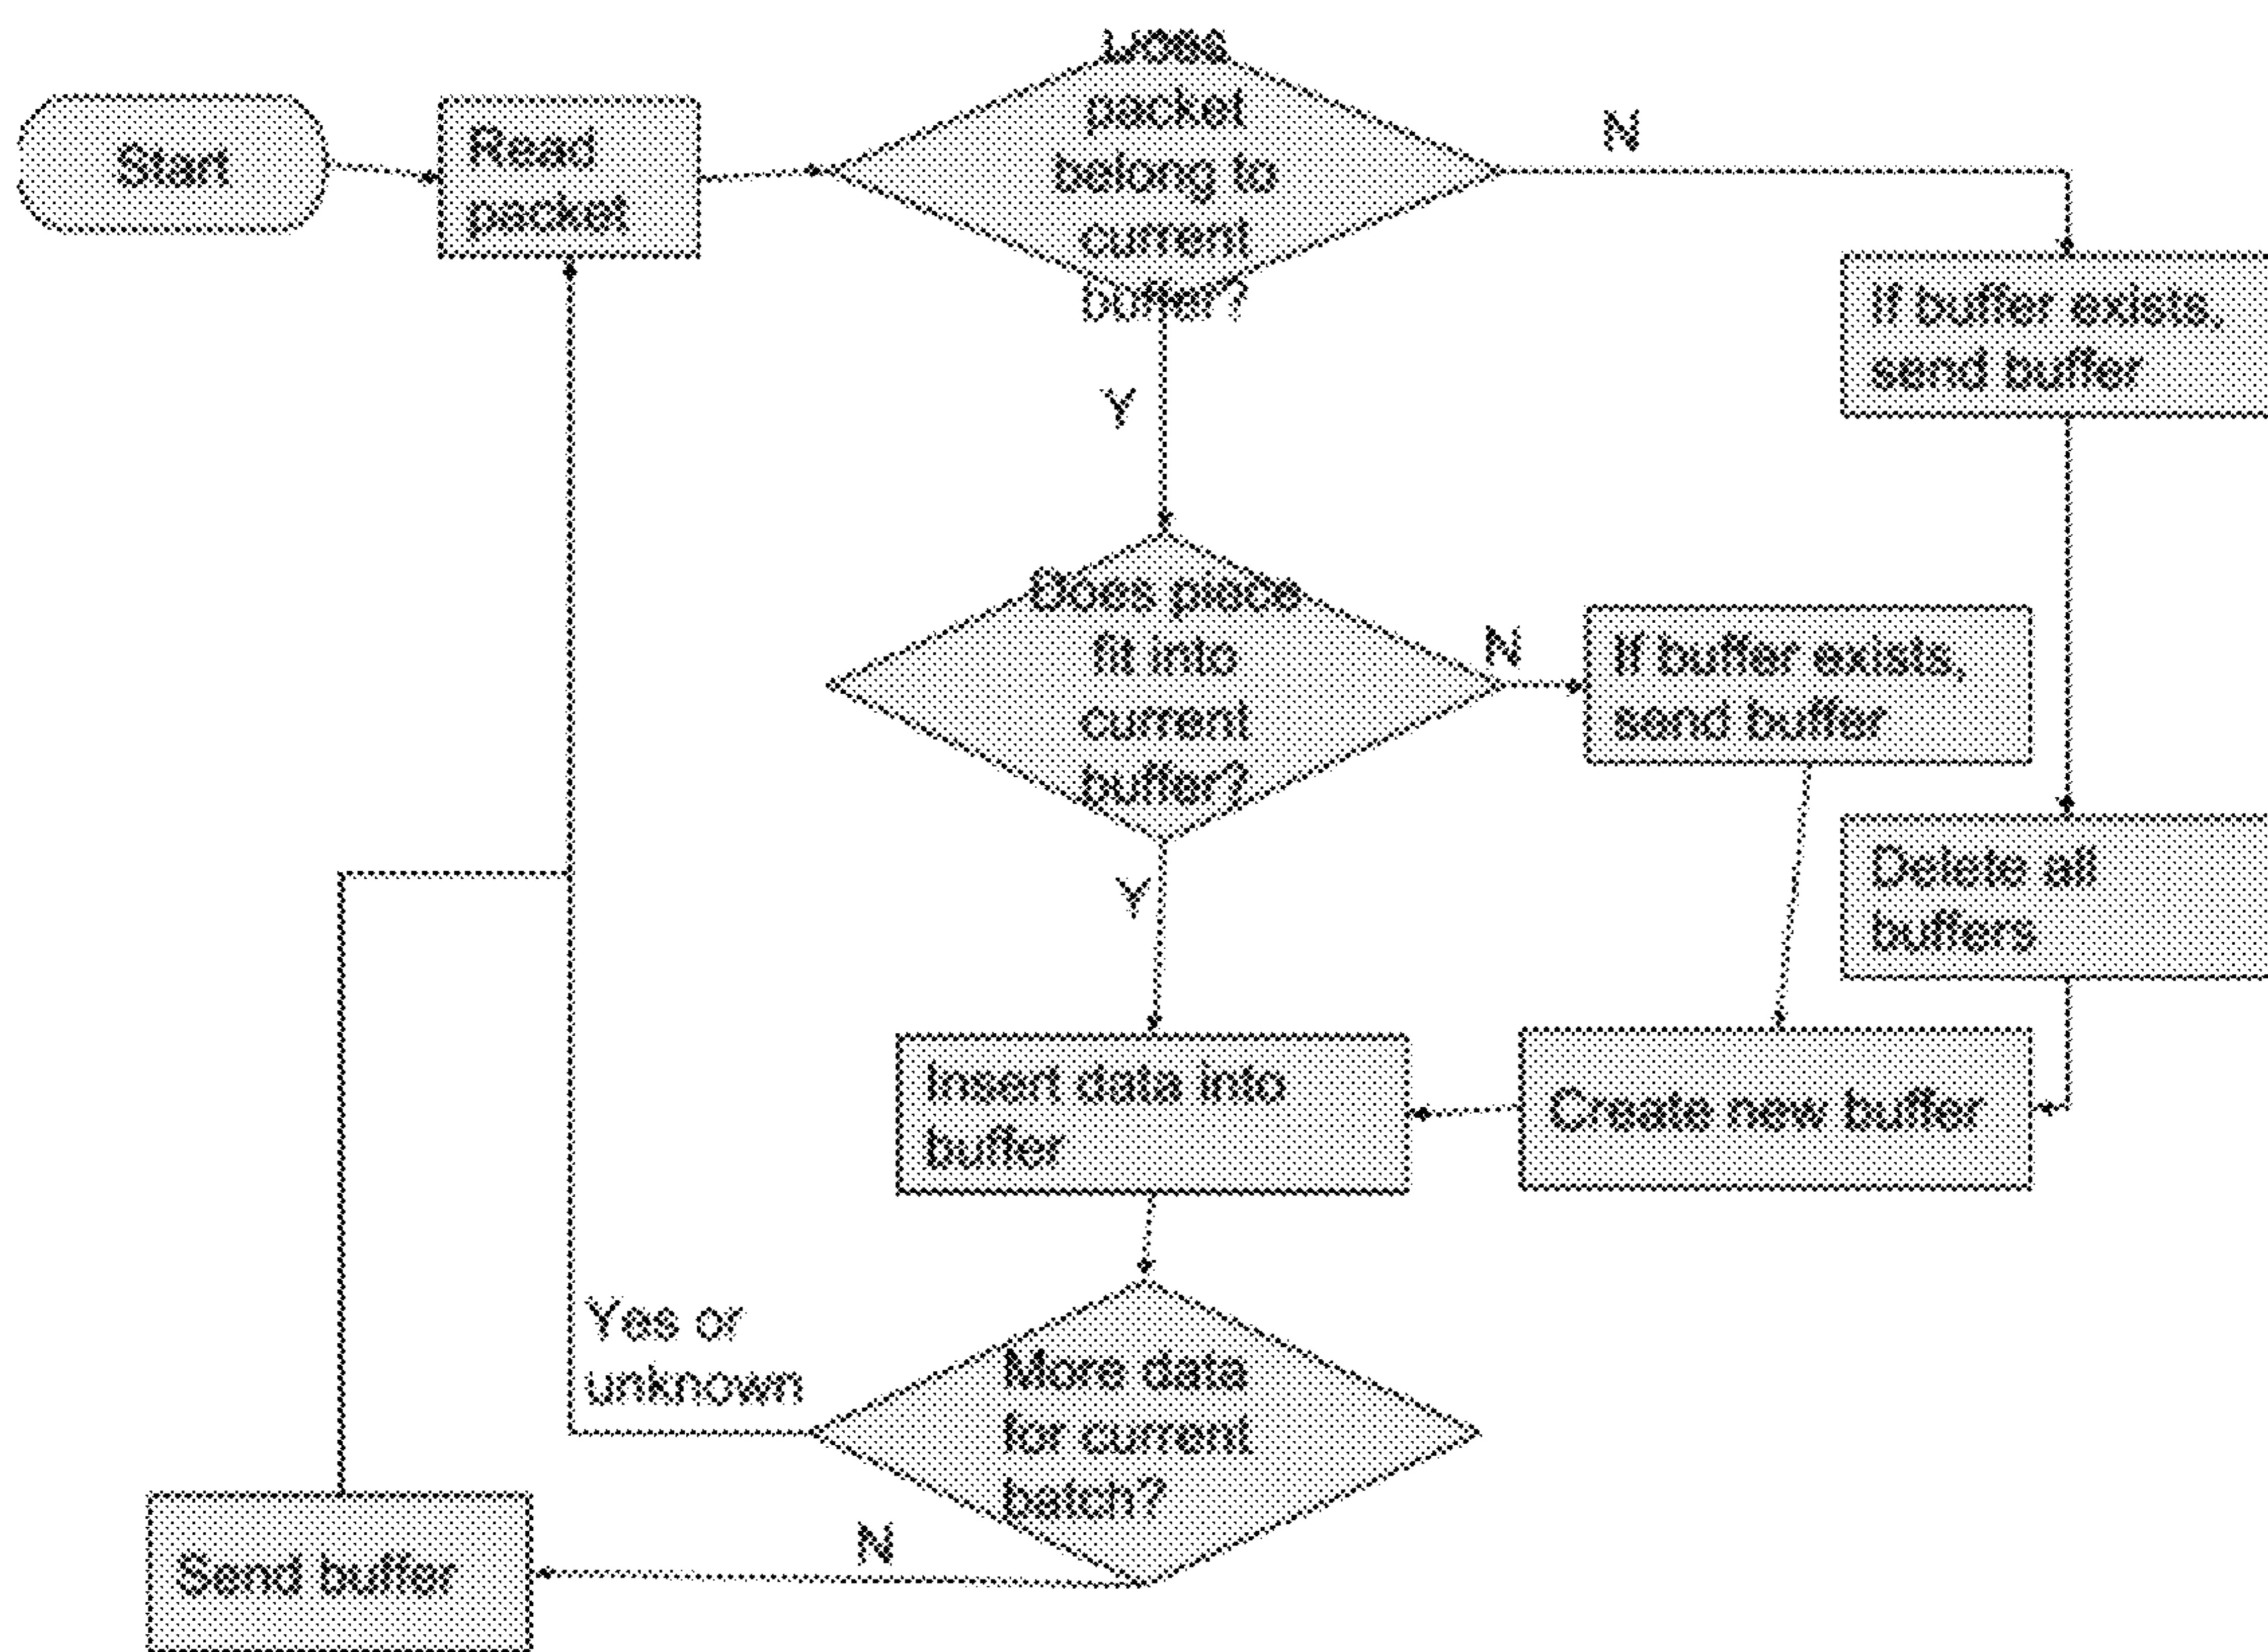 Start
Read
packet
Does
packet
belong to
current
buffer?
N
If buffer exists,
send buffer
Y
Does piece
fit into
current
buffer?
N
If buffer exists,
send buffer
Y
Delete all
buffers
Insert data into
buffer
Create new buffer
Yes or
unknown
More data
for current
batch?
N
Send buffer